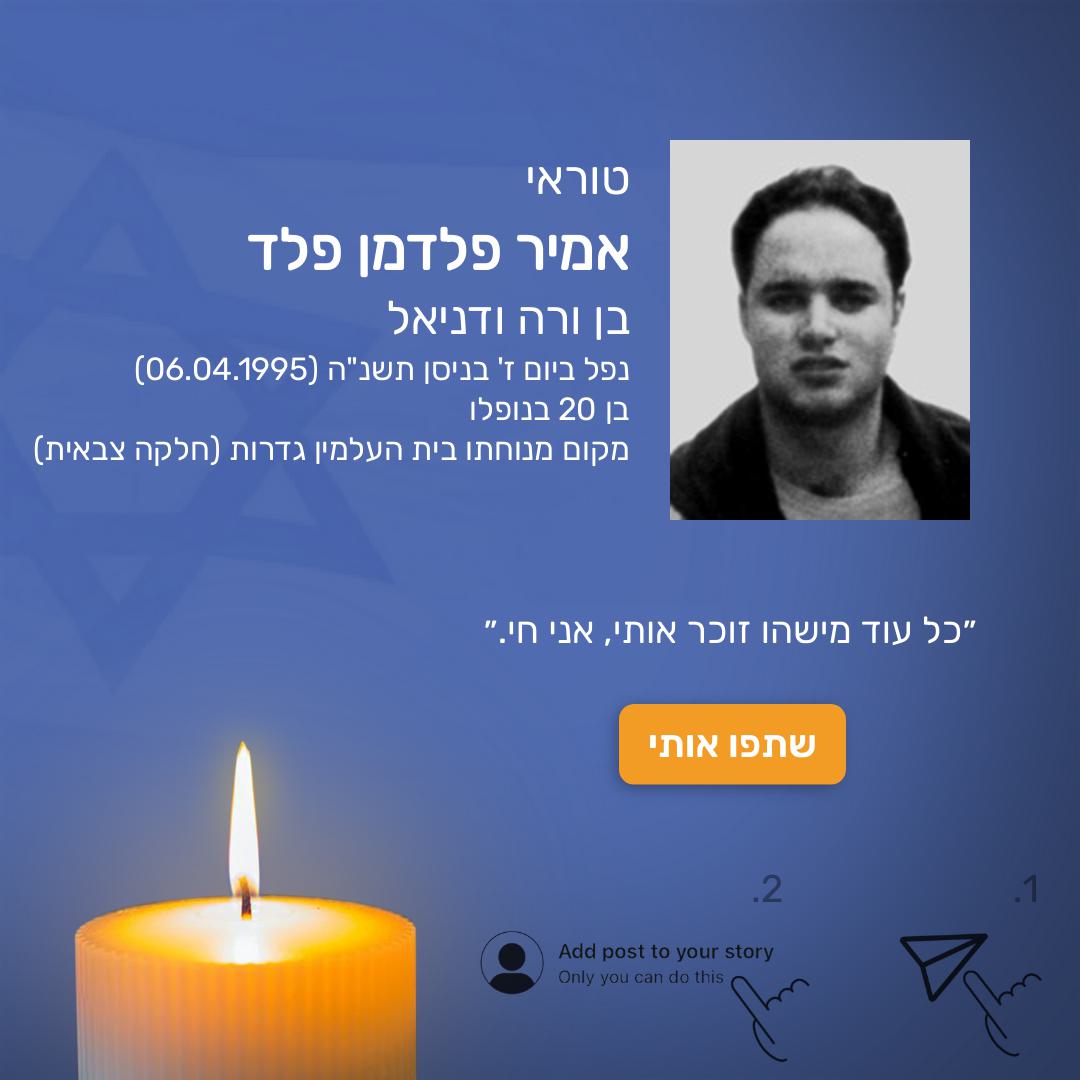 טוראי
אמיר פלדמן פלד
בן ורה ודניאל
נפל ביום ז' בניסן תשנ"ה (06.04.1995)
בן 20 בנופלו
מקום מנוחתו בית העלמין גדרות (חלקה צבאית)
״כל עוד מישהו זוכר אותי, אני חי.״
שתפו אותי
.1
.2
Add post to your story
Only you can do this